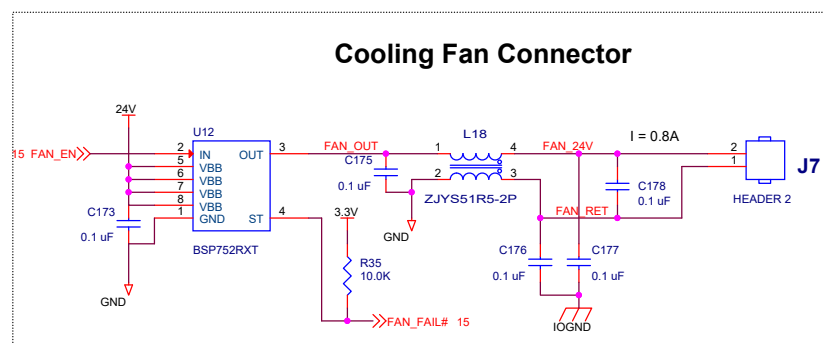 Cooling Fan Connector
24V
U12
L18
I = 0.8A
15 FAN_EN
2 IN OUT 3
FAN_OUT
1 4
FAN_24V
2
1
J7
5 VBB
6 VBB
7 VBB
8 VBB
1 GND ST 4
C175
0.1 uF
2 3
ZJYS51R5-2P
C178
0.1 uF
HEADER 2
C173
0.1 uF
BSP752RXT
3.3V
GND
FAN_RET
R35
10.0K
C176
0.1 uF
C177
0.1 uF
GND
FAN_FAIL# 15
IOGND